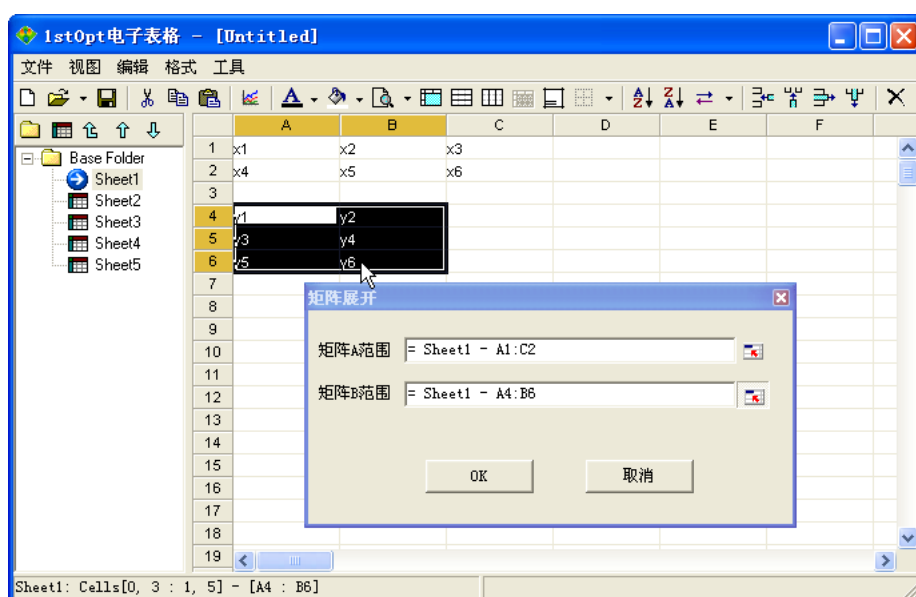 1stOpt电子表格 - [Untitled]
文件 视图 编辑 格式 工具
Base Folder
Sheet1
Sheet2
Sheet3
Sheet4
Sheet5
A B C D E F
1 x1 x2 x3
2 x4 x5 x6
3
4 y1 y2
5 y3 y4
6 y5 y6
7
8
9
10
11
12
13
14
15
16
17
18
19
矩阵展开
矩阵A范围 = Sheet1 - A1:C2
矩阵B范围 = Sheet1 - A4:B6
OK 取消
Sheet1: Cells[0, 3 : 1, 5] - [A4 : B6]